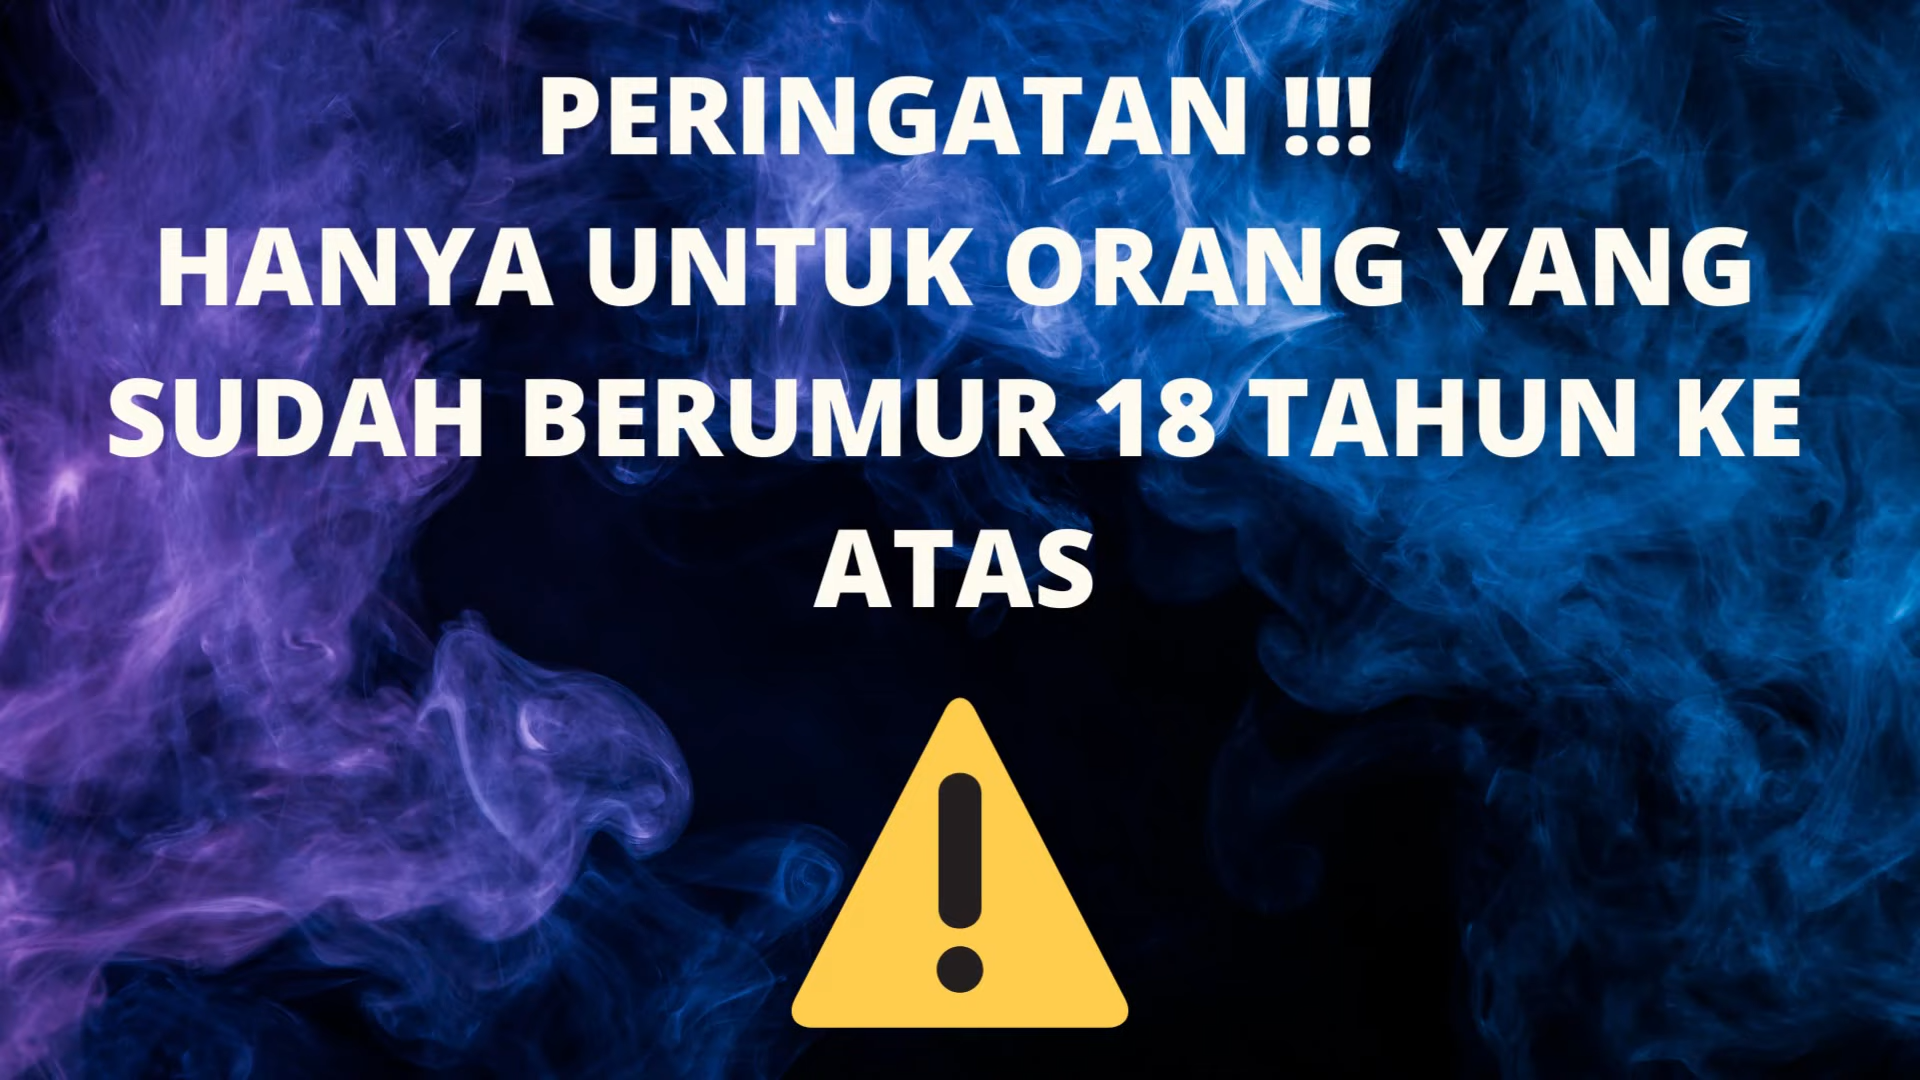 PERINGATAN !!!
HANYA UNTUK ORANG YANG
SUDAH BERUMUR 18 TAHUN KE
ATAS